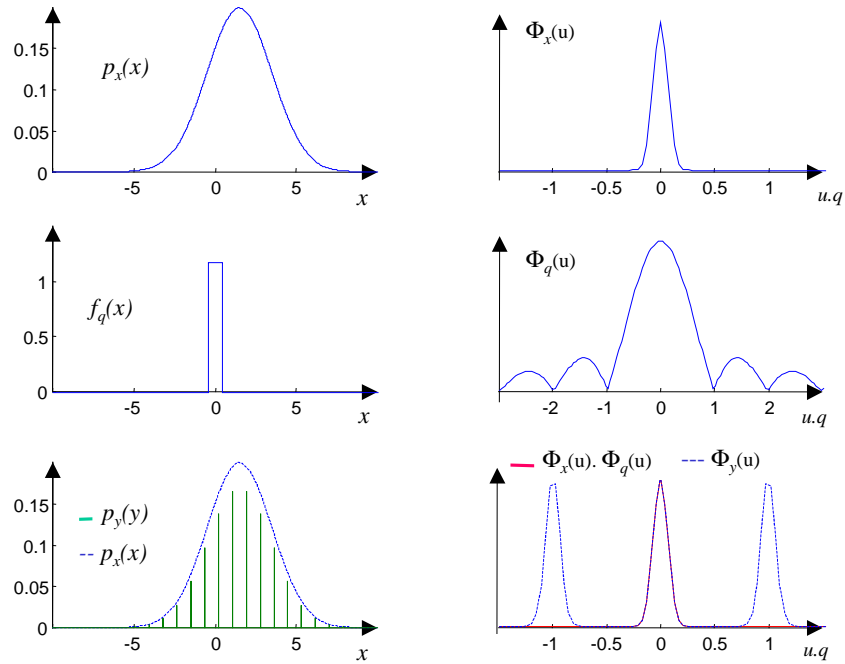 0.15
0.1
0.05
0
p_x(x)
-5 0 5
x
Φ_x(u)
-1 -0.5 0 0.5 1
u.q
1
0.5
0
f_q(x)
-5 0 5
x
Φ_q(u)
-2 -1 0 1 2
u.q
0.15
0.1
0.05
0
p_y(y)
p_x(x)
-5 0 5
x
Φ_x(u). Φ_q(u) Φ_y(u)
-1 -0.5 0 0.5 1
u.q